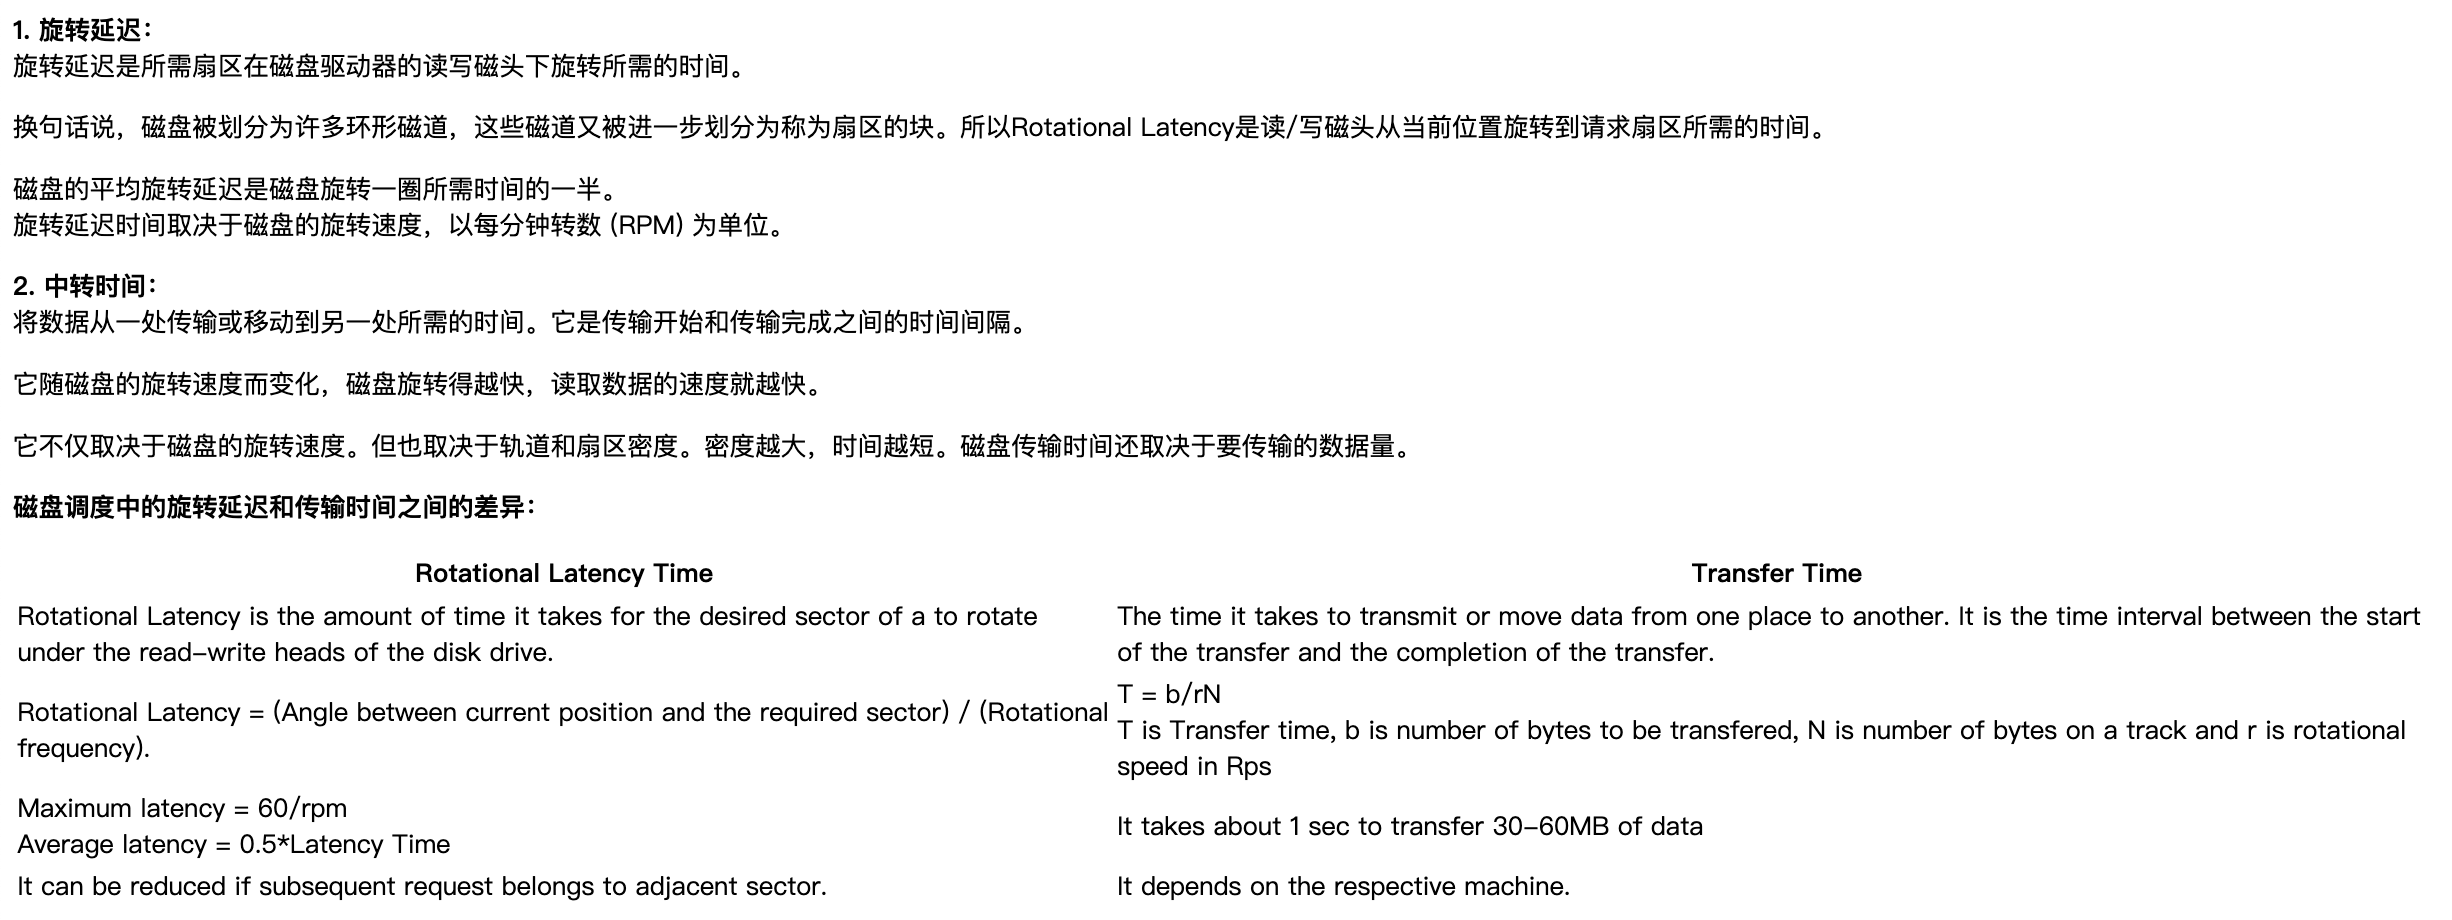 1. 旋转延迟：
旋转延迟是所需扇区在磁盘驱动器的读写磁头下旋转所需的时间。
换句话说，磁盘被划分为许多环形磁道，这些磁道又被进一步划分为称为扇区的块。所以Rotational Latency是读/写磁头从当前位置旋转到请求扇区所需的时间。
磁盘的平均旋转延迟是磁盘旋转一圈所需时间的一半。
旋转延迟时间取决于磁盘的旋转速度，以每分钟转数 (RPM) 为单位。
2. 中转时间：
将数据从一处传输或移动到另一处所需的时间。它是传输开始和传输完成之间的时间间隔。
它随磁盘的旋转速度而变化，磁盘旋转得越快，读取数据的速度就越快。
它不仅取决于磁盘的旋转速度。但也取决于轨道和扇区密度。密度越大，时间越短。磁盘传输时间还取决于要传输的数据量。
磁盘调度中的旋转延迟和传输时间之间的差异：
Rotational Latency Time
Transfer Time
Rotational Latency is the amount of time it takes for the desired sector of a to rotate
under the read–write heads of the disk drive.
The time it takes to transmit or move data from one place to another. It is the time interval between the start
of the transfer and the completion of the transfer.
Rotational Latency = (Angle between current position and the required sector) / (Rotational
frequency).
T = b/rN
T is Transfer time, b is number of bytes to be transfered, N is number of bytes on a track and r is rotational
speed in Rps
Maximum latency = 60/rpm
Average latency = 0.5*Latency Time
It takes about 1 sec to transfer 30–60MB of data
It can be reduced if subsequent request belongs to adjacent sector.
It depends on the respective machine.